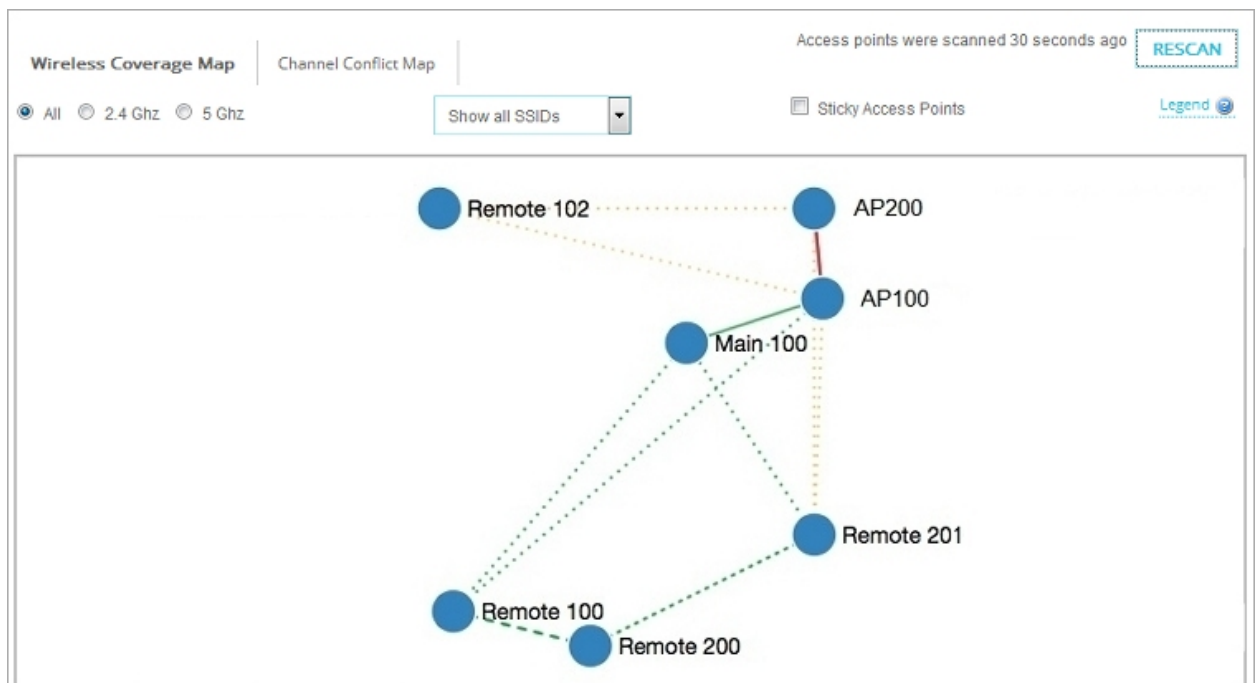 Access points were scanned 30 seconds ago RESCAN
Wireless Coverage Map Channel Conflict Map
All 2.4 Ghz 5 Ghz Show all SSIDs Sticky Access Points Legend ?
Remote 102 AP200
AP100
Main 100
Remote 201
Remote 100
Remote 200